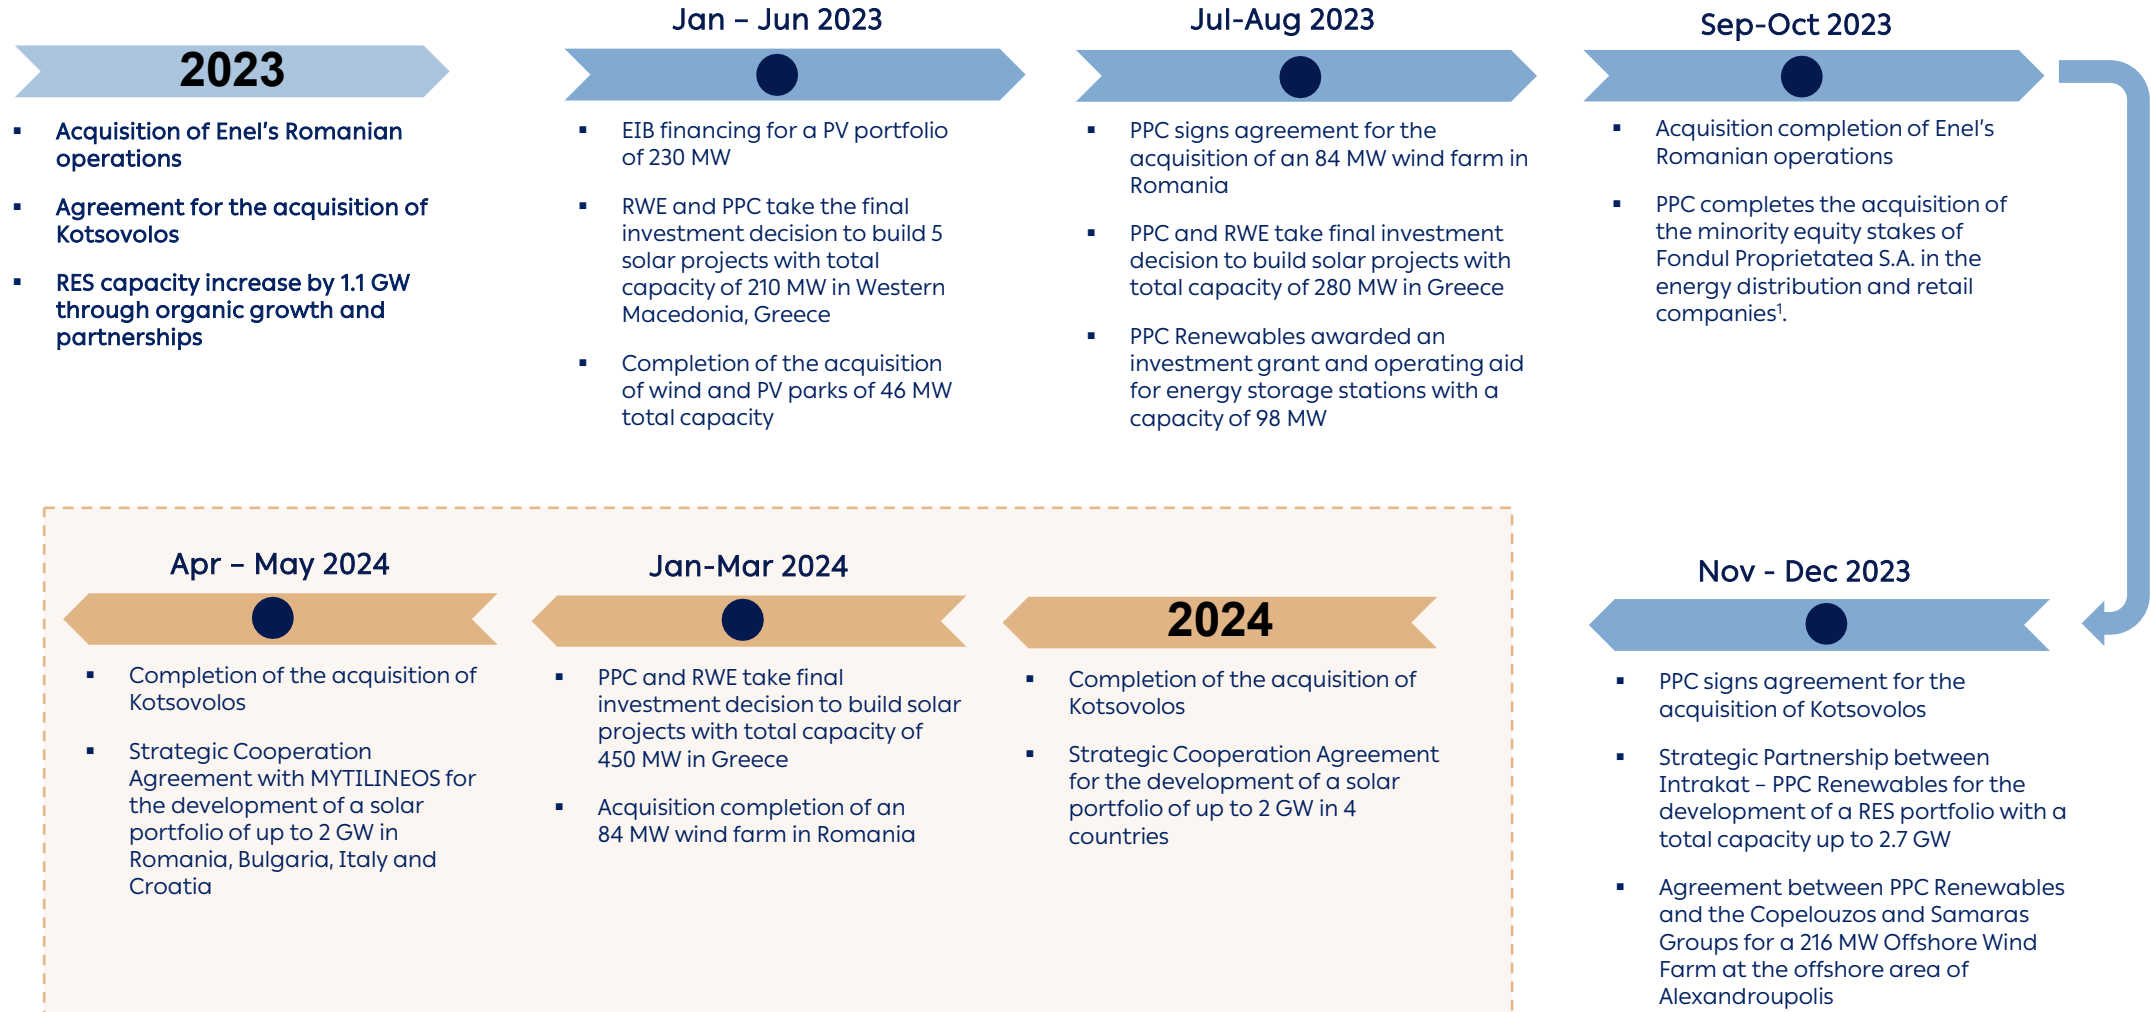 2023
Acquisition of Enel's Romanian
operations
Agreement for the acquisition of
Kotsovolos
RES capacity increase by 1.1 GW
through organic growth and
partnerships
Jan – Jun 2023
EIB financing for a PV portfolio
of 230 MW
RWE and PPC take the final
investment decision to build 5
solar projects with total
capacity of 210 MW in Western
Macedonia, Greece
Completion of the acquisition
of wind and PV parks of 46 MW
total capacity
Jul-Aug 2023
PPC signs agreement for the
acquisition of an 84 MW wind farm in
Romania
PPC and RWE take final investment
decision to build solar projects with
total capacity of 280 MW in Greece
PPC Renewables awarded an
investment grant and operating aid
for energy storage stations with a
capacity of 98 MW
Sep-Oct 2023
Acquisition completion of Enel's
Romanian operations
PPC completes the acquisition of
the minority equity stakes of
Fondul Proprietatea S.A. in the
energy distribution and retail
companies¹.
Nov - Dec 2023
PPC signs agreement for the
acquisition of Kotsovolos
Strategic Partnership between
Intrakat – PPC Renewables for the
development of a RES portfolio with a
total capacity up to 2.7 GW
Agreement between PPC Renewables
and the Copelouzos and Samaras
Groups for a 216 MW Offshore Wind
Farm at the offshore area of
Alexandroupolis
2024
Completion of the acquisition of
Kotsovolos
Strategic Cooperation Agreement
for the development of a solar
portfolio of up to 2 GW in 4
countries
Jan-Mar 2024
PPC and RWE take final
investment decision to build solar
projects with total capacity of
450 MW in Greece
Acquisition completion of an
84 MW wind farm in Romania
Apr – May 2024
Completion of the acquisition of
Kotsovolos
Strategic Cooperation
Agreement with MYTILINEOS for
the development of a solar
portfolio of up to 2 GW in
Romania, Bulgaria, Italy and
Croatia